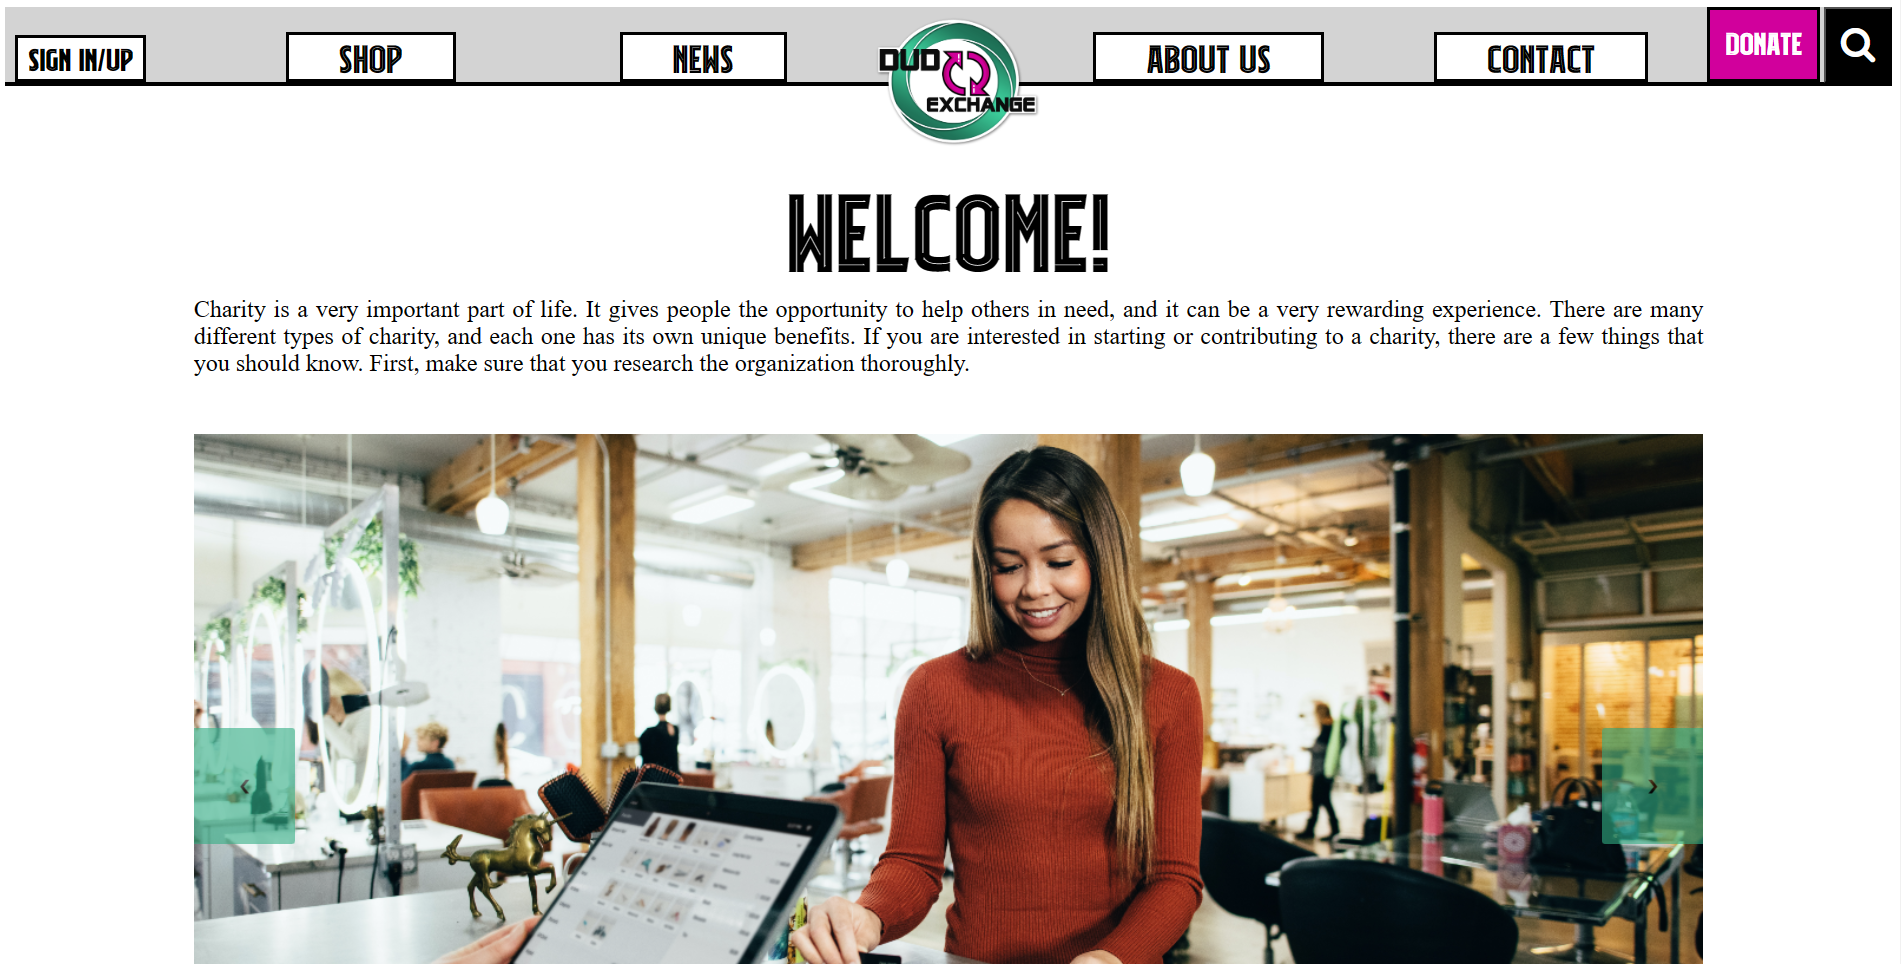 SIGN IN/UP
SHOP
NEWS
DUO
EXCHANGE
ABOUT US
CONTACT
DONATE
WELCOME!
Charity is a very important part of life. It gives people the opportunity to help others in need, and it can be a very rewarding experience. There are many
different types of charity, and each one has its own unique benefits. If you are interested in starting or contributing to a charity, there are a few things that
you should know. First, make sure that you research the organization thoroughly.